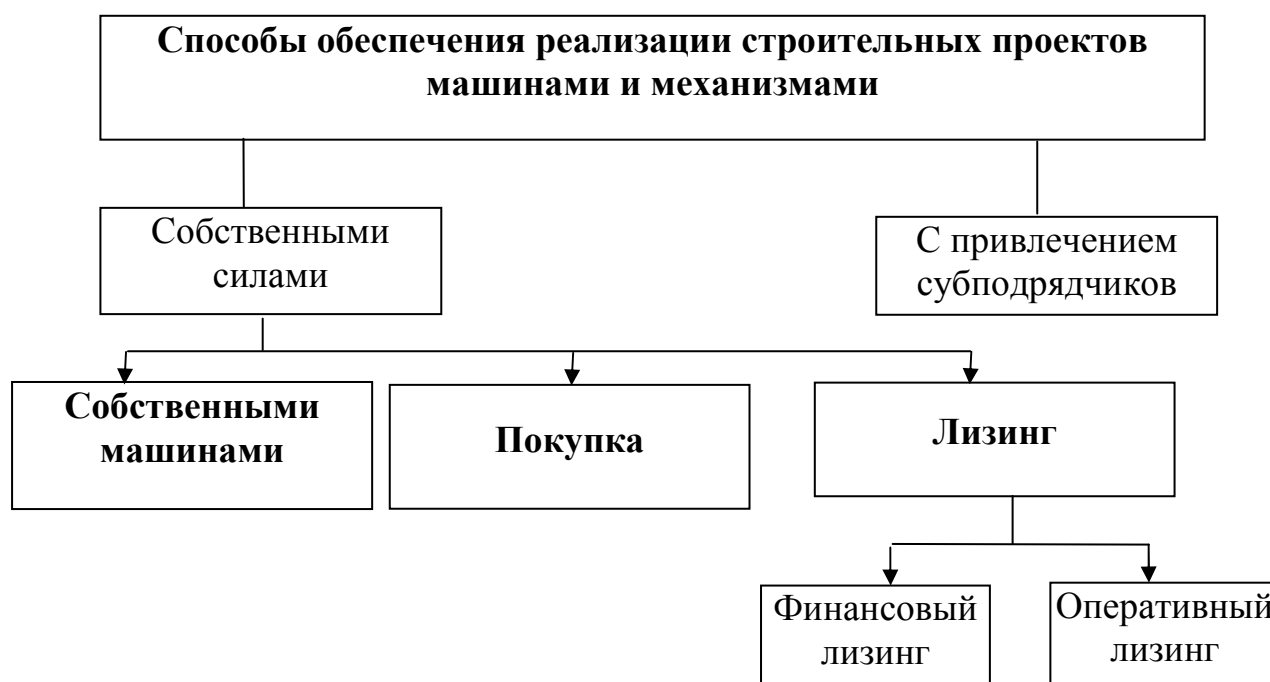 Способы обеспечения реализации строительных проектов
машинами и механизмами
Собственными
силами
С привлечением
субподрядчиков
Собственными
машинами
Покупка
Лизинг
Финансовый
лизинг
Оперативный
лизинг